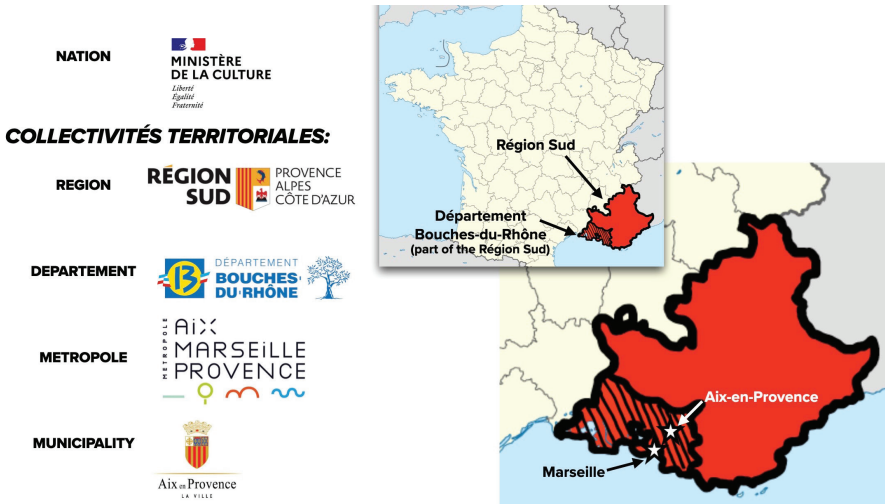 NATION
MINISTÈRE
DE LA CULTURE
Liberté
Égalité
Fraternité
COLLECTIVITÉS TERRITORIALES:
REGION
RÉGION
SUD
PROVENCE
ALPES
CÔTE D'AZUR
DEPARTEMENT
13
DÉPARTEMENT
BOUCHES
DU RHÔNE
METROPOLE
METROPOLE
AiX
MARSEiLLE
PROVENCE
MUNICIPALITY
Aix en Provence
LA VILLE
Région Sud
Département
Bouches-du-Rhône
(part of the Région Sud)
Aix-en-Provence
Marseille